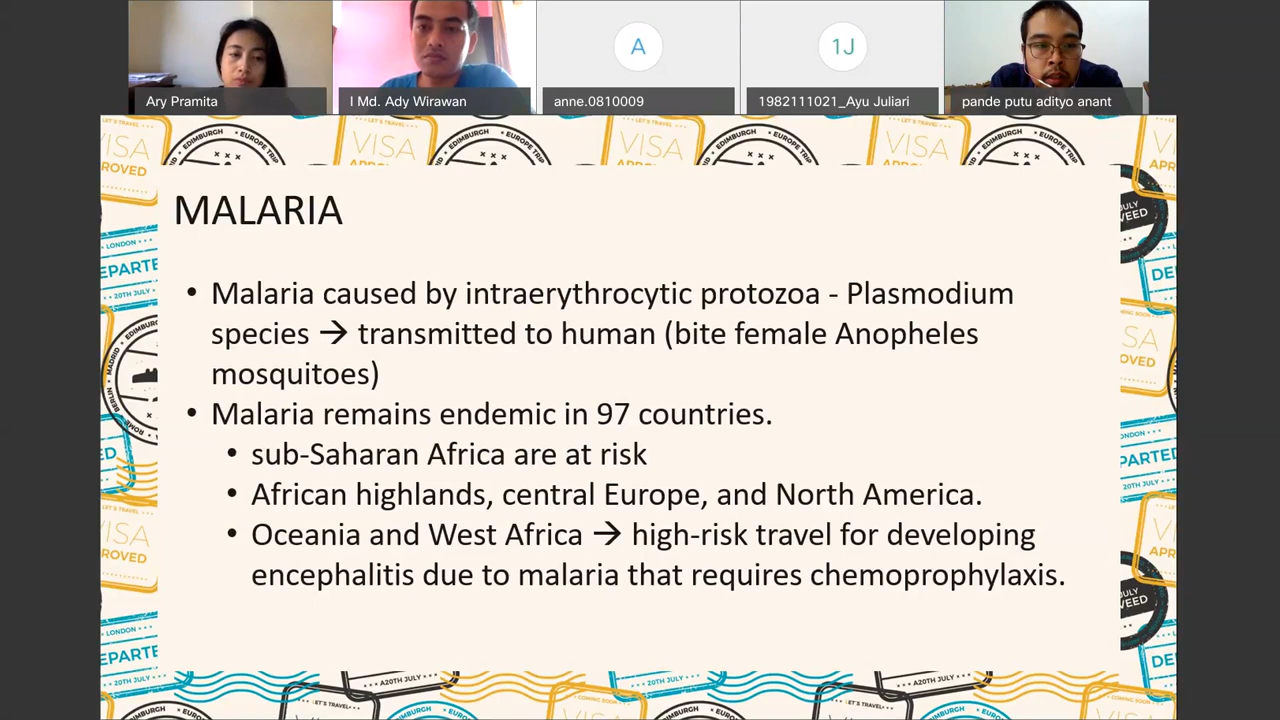 Ary Pramita
I Md. Ady Wirawan
A
anne.0810009
1J
1982111021_Ayu Juliari
pande putu adityo anant
MALARIA
• Malaria caused by intraerythrocytic protozoa - Plasmodium
species → transmitted to human (bite female Anopheles
mosquitoes)
• Malaria remains endemic in 97 countries.
• sub-Saharan Africa are at risk
• African highlands, central Europe, and North America.
• Oceania and West Africa → high-risk travel for developing
encephalitis due to malaria that requires chemoprophylaxis.